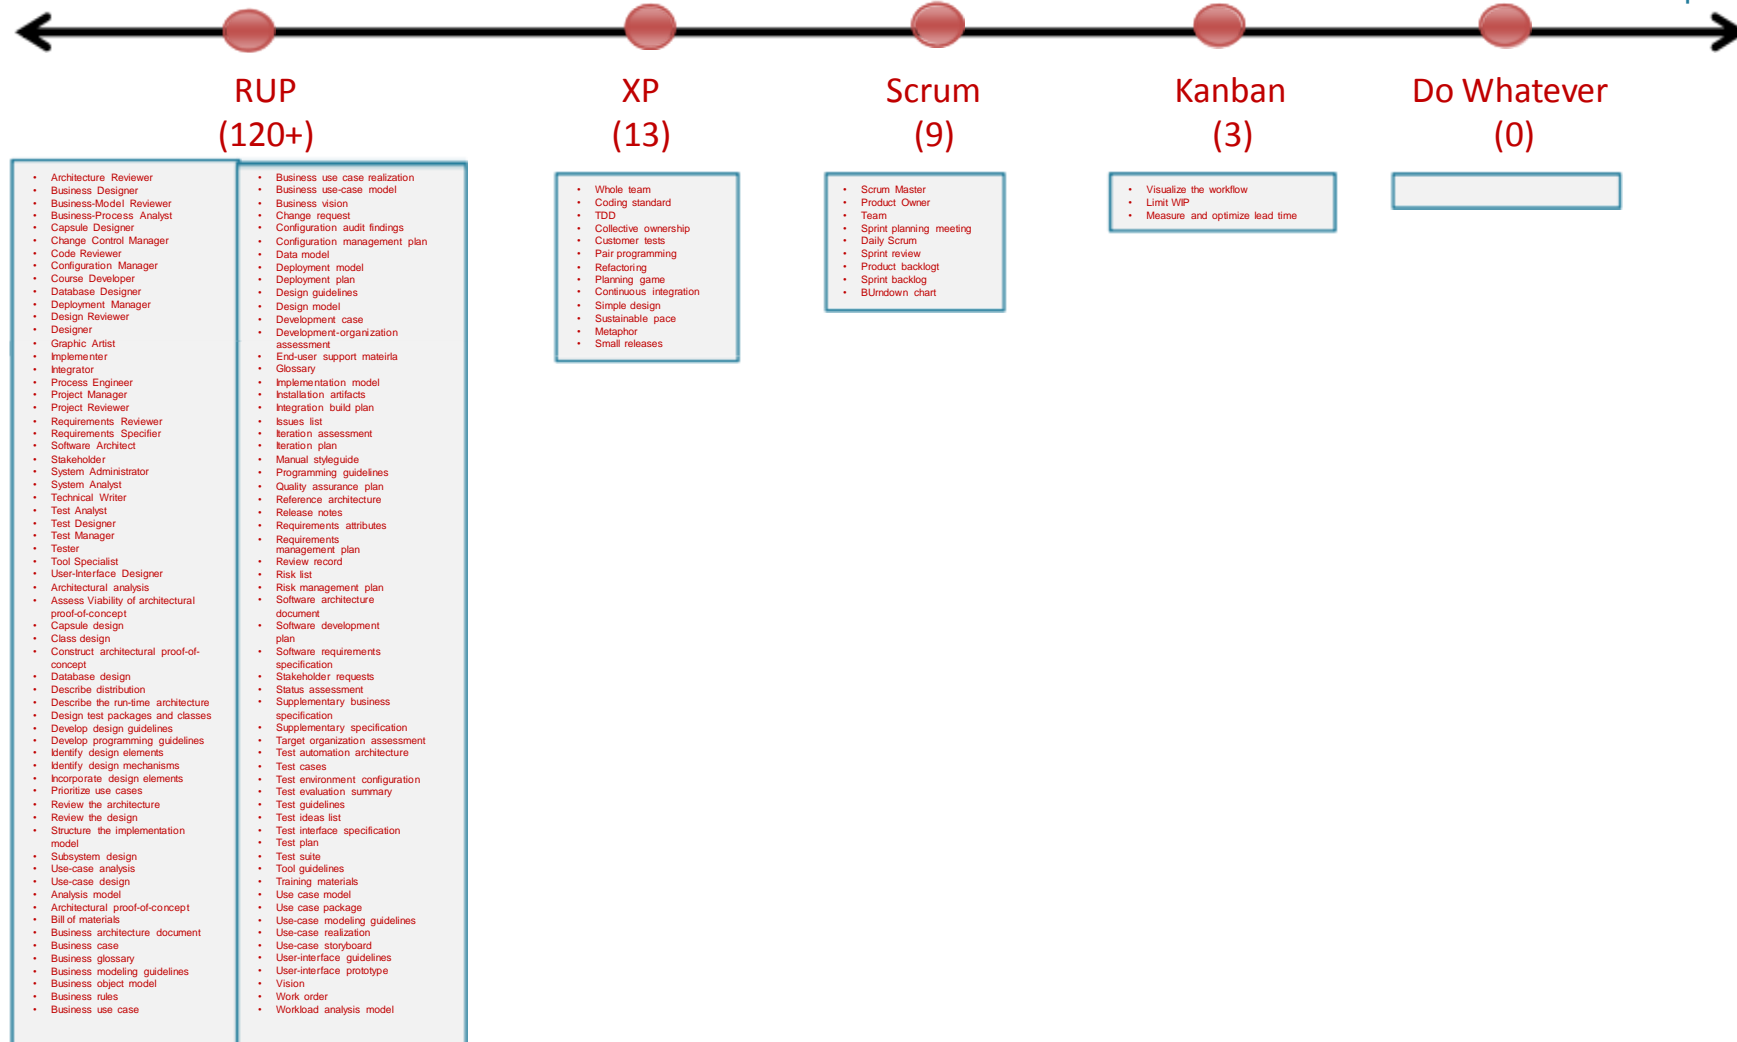 RUP
(120+)
XP
(13)
Scrum
(9)
Kanban
(3)
Do Whatever
(0)
• Architecture Reviewer
• Business Designer
• Business-Model Reviewer
• Business-Process Analyst
• Capsule Designer
• Change Control Manager
• Code Reviewer
• Configuration Manager
• Course Developer
• Database Designer
• Deployment Manager
• Design Reviewer
• Designer
• Graphic Artist
• Implementer
• Integrator
• Process Engineer
• Project Manager
• Project Reviewer
• Requirements Reviewer
• Requirements Specifier
• Software Architect
• Stakeholder
• System Administrator
• System Analyst
• Technical Writer
• Test Analyst
• Test Designer
• Test Manager
• Tester
• Tool Specialist
• User-Interface Designer
• Architectural analysis
• Assess Viability of architectural
proof-of-concept
• Capsule design
• Class design
• Construct architectural proof-of-
concept
• Database design
• Describe distribution
• Describe the run-time architecture
• Design test packages and classes
• Develop design guidelines
• Develop programming guidelines
• Identify design elements
• Identify design mechanisms
• Incorporate design elements
• Prioritize use cases
• Review the architecture
• Review the design
• Structure the implementation
model
• Subsystem design
• Use-case analysis
• Use-case design
• Analysis model
• Architectural proof-of-concept
• Bill of materials
• Business architecture document
• Business case
• Business glossary
• Business modeling guidelines
• Business object model
• Business rules
• Business use case
• Business use case realization
• Business use-case model
• Business vision
• Change request
• Configuration audit findings
• Configuration management plan
• Data model
• Deployment model
• Deployment plan
• Design guidelines
• Design model
• Development case
• Development-organization
assessment
• End-user support mateirla
• Glossary
• Implementation model
• Installation artifacts
• Integration build plan
• Issues list
• Iteration assessment
• Iteration plan
• Manual styleguide
• Programming guidelines
• Quality assurance plan
• Reference architecture
• Release notes
• Requirements attributes
• Requirements
management plan
• Review record
• Risk list
• Risk management plan
• Software architecture
document
• Software development
plan
• Software requirements
specification
• Stakeholder requests
• Status assessment
• Supplementary business
specification
• Supplementary specification
• Target organization assessment
• Test automation architecture
• Test cases
• Test environment configuration
• Test evaluation summary
• Test guidelines
• Test ideas list
• Test interface specification
• Test plan
• Test suite
• Tool guidelines
• Training materials
• Use case model
• Use case package
• Use-case modeling guidelines
• Use-case realization
• Use-case storyboard
• User-interface guidelines
• User-interface prototype
• Vision
• Work order
• Workload analysis model
• Whole team
• Coding standard
• TDD
• Collective ownership
• Customer tests
• Pair programming
• Refactoring
• Planning game
• Continuous integration
• Simple design
• Sustainable pace
• Metaphor
• Small releases
• Scrum Master
• Product Owner
• Team
• Sprint planning meeting
• Daily Scrum
• Sprint review
• Product backlogt
• Sprint backlog
• BUrndown chart
• Visualize the workflow
• Limit WIP
• Measure and optimize lead time